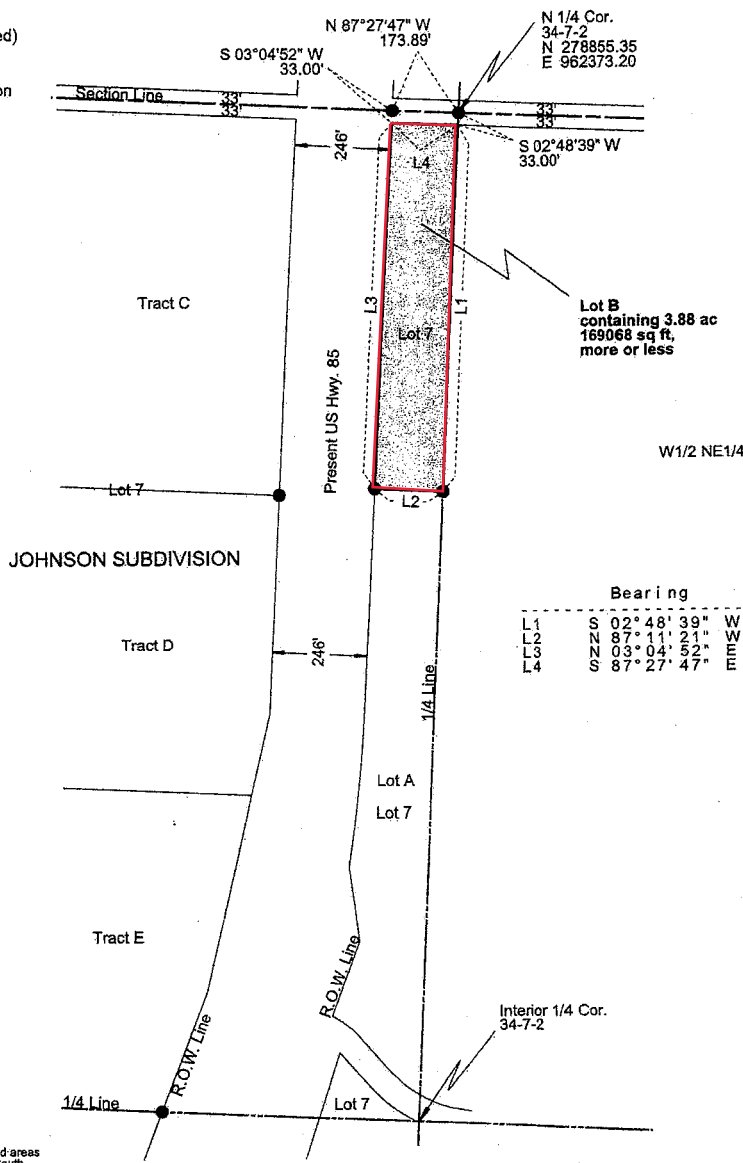 ed)
on
N 87°27'47" W
173.89'
S 03°04'52" W
33.00'
N 1/4 Cor.
34-7-2
N 278855.35
E 962373.20
Section Line
33'
33'
33'
33'
S 02°48'39" W
33.00'
246'
L4
Tract C
L3
L1
Lot 7
Lot B
containing 3.88 ac
169068 sq ft,
more or less
Present US Hwy. 85
W1/2 NE1/4
Lot 7
L2
JOHNSON SUBDIVISION
Bearing
L1 S 02° 48' 39" W
L2 N 87° 11' 21" W
L3 N 03° 04' 52" E
L4 S 87° 27' 47" E
Tract D
246'
1/4 Line
Lot A
Lot 7
Tract E
R.O.W. Line
R.O.W. Line
Interior 1/4 Cor.
34-7-2
1/4 Line
Lot 7
d areas